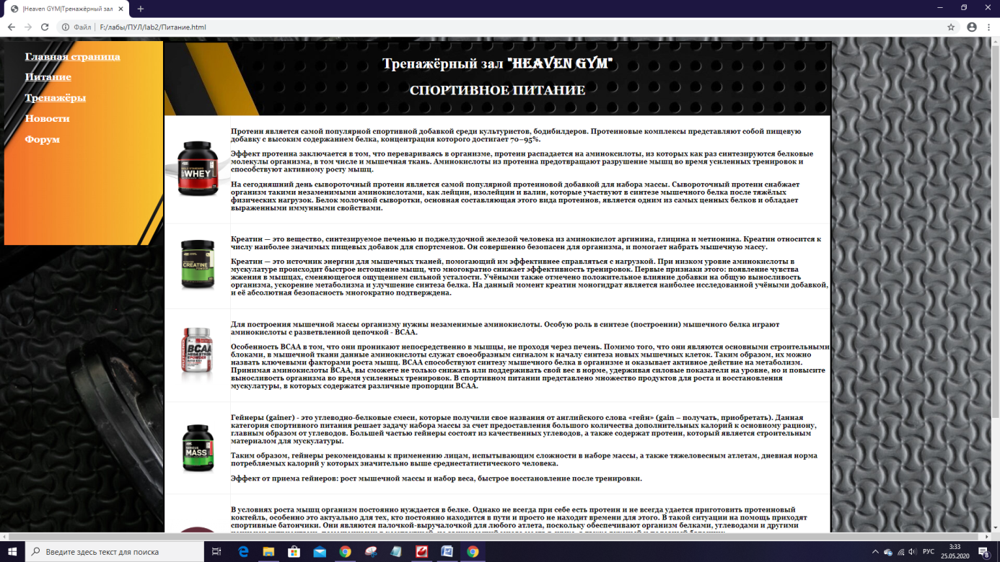 |Heaven GYM|Тренажёрный зал
Файл | F:/лабы/ПУЛ/lab2/Питание.html
Главная страница
Питание
Тренажёры
Новости
Форум
Тренажёрный зал "HEAVEN GYM"
СПОРТИВНОЕ ПИТАНИЕ
WHEY
Протеин является самой популярной спортивной добавкой среди культуристов, бодибилдеров. Протеиновые комплексы представляют собой пищевую
добавку с высоким содержанием белка, концентрация которого достигает 70–95%.
Эффект протеина заключается в том, что перевариваясь в организме, протеин распадается на аминоксилоты, из которых как раз синтезируются белковые
молекулы организма, в том числе и мышечная ткань. Аминокислоты из протеина предотвращают разрушение мышц во время усиленных тренировок и
способствуют активному росту мышц.
На сегодняшний день сывороточный протеин является самой популярной протеиновой добавкой для набора массы. Сывороточный протеин снабжает
организм такими незаменимыми аминокислотами, как лейцин, изолейцин и валин, которые участвуют в синтезе мышечного белка после тяжёлых
физических нагрузок. Белок молочной сыворотки, основная составляющая этого вида протеинов, является одним из самых ценных белков и обладает
выраженными иммунными свойствами.
CREATINE
Креатин — это вещество, синтезируемое печенью и поджелудочной железой человека из аминокислот аргинина, глицина и метионина. Креатин относится к
числу наиболее значимых пищевых добавок для спортсменов. Он совершенно безопасен для организма, и помогает набрать мышечную массу.
Креатин — это источник энергии для мышечных тканей, помогающий им эффективнее справляться с нагрузкой. При низком уровне аминокислоты в
мускулатуре происходит быстрое истощение мышц, что многократно снижает эффективность тренировок. Первые признаки этого: появление чувства
жжения в мышцах, сменяющегося ощущением сильной усталости. Учёными также отмечено положительное влияние добавки на общую выносливость
организма, ускорение метаболизма и улучшение синтеза белка. На данный момент креатин моногидрат является наиболее исследованной учёными добавкой,
и её абсолютная безопасность многократно подтверждена.
BCAA
Для построения мышечной массы организму нужны незаменимые аминокислоты. Особую роль в синтезе (построении) мышечного белка играют
аминокислоты с разветвленной цепочкой - BCAA.
Особенность BCAA в том, что они проникают непосредственно в мышцы, не проходя через печень. Помимо того, что они являются основными строительными
блоками, в мышечной ткани данные аминокислоты служат своеобразным сигналом к началу синтеза новых мышечных клеток. Таким образом, их можно
назвать ключевыми факторами роста мышц. BCAA способствуют синтезу мышечного белка в организме и оказывает активное действие на метаболизм.
Принимая аминокислоты BCAA, вы сможете не только снижать или поддерживать свой вес в норме, удерживая силовые показатели на уровне, но и повысите
выносливость организма во время усиленных тренировок. В спортивном питании представлено множество продуктов для роста и восстановления
мускулатуры, в которых содержатся различные пропорции BCAA.
MASS
Гейнеры (gainer) - это углеводно-белковые смеси, которые получили свое названия от английского слова «гейн» (gain – получать, приобретать). Данная
категория спортивного питания решает задачу набора массы за счет предоставления большого количества дополнительных калорий к основному рациону,
главным образом от углеводов. Большей частью гейнеры состоят из качественных углеводов, а также содержат протеин, который является строительным
материалом для мускулатуры.
Таким образом, гейнеры рекомендованы к применению лицам, испытывающим сложности в наборе массы, а также тяжеловесным атлетам, дневная норма
потребляемых калорий у которых значительно выше среднестатистического человека.
Эффект от приема гейнеров: рост мышечной массы и набор веса, быстрое восстановление после тренировки.
В условиях роста мышц организм постоянно нуждается в белке. Однако не всегда при себе есть протеин и не всегда удается приготовить протеиновый
коктейль, особенно это актуально для тех, кто постоянно находится в пути и просто не находит времени для этого. В такой ситуации на помощь приходят
спортивные батончики. Они являются палочкой-выручалочкой для любого атлета, поскольку обеспечивают организм белками, углеводами и другими
Введите здесь текст для поиска
РУС
3:33
25.05.2020
8